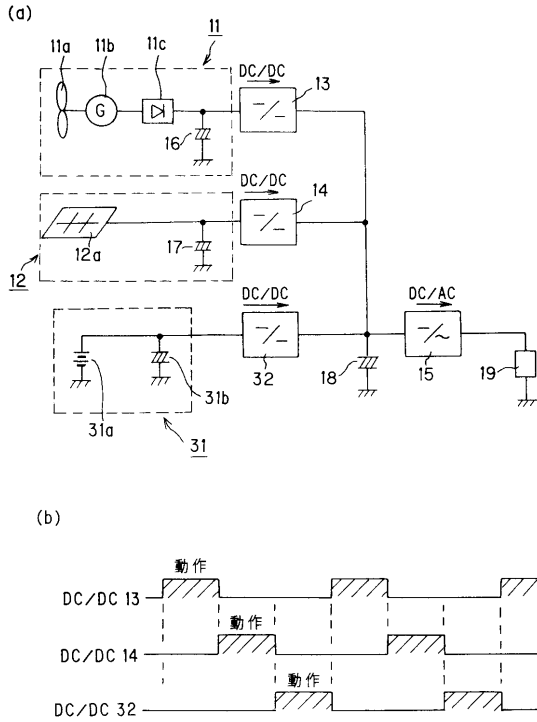 (a)
11a 11b 11c 11
G
16
DC/DC
13
12a
17
12
DC/DC
14
31a
31b
31
DC/DC
32
18
DC/AC
15
19
(b)
動作
DC/DC 13
動作
DC/DC 14
動作
DC/DC 32